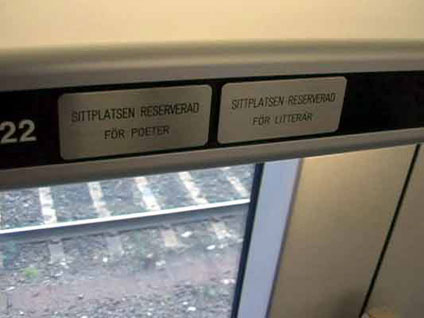 22
SITTPLATSEN RESERVERAD
FÖR POETER
SITTPLATSEN RESERVERAD
FÖR LITTERÄR